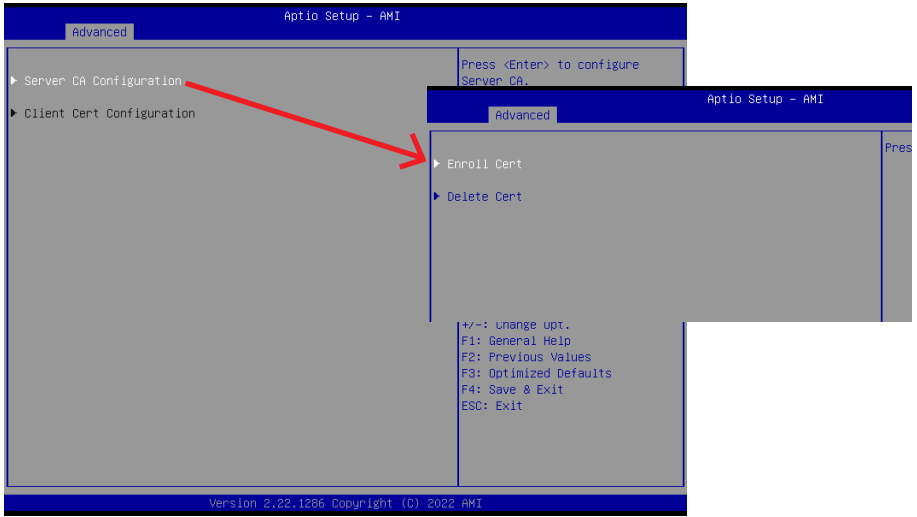 Aptio Setup - AMI
Advanced
Server CA Configuration
Client Cert Configuration
Press <Enter> to configure
Server CA.
Aptio Setup - AMI
Advanced
Enroll Cert
Delete Cert
Pres
+/-: Change Opt.
F1: General Help
F2: Previous Values
F3: Optimized Defaults
F4: Save & Exit
ESC: Exit
Version 2.22.1286 Copyright (C) 2022 AMI